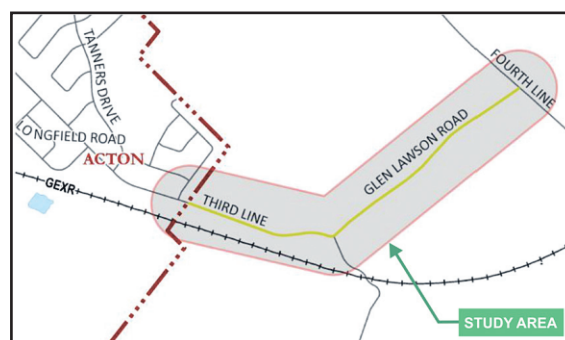 TANNERS DRIVE
LONGFIELD ROAD
ACTON
GEXR
THIRD LINE
GLEN LAWSON ROAD
FOURTH LINE
STUDY AREA